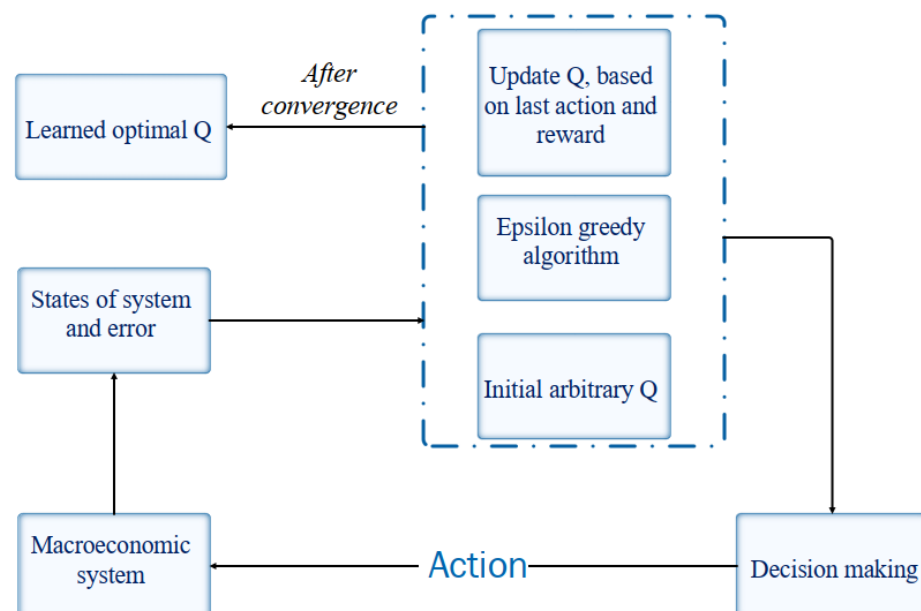 After
convergence
Learned optimal Q
Update Q, based
on last action and
reward
Epsilon greedy
algorithm
Initial arbitrary Q
States of system
and error
Macroeconomic
system
Action
Decision making